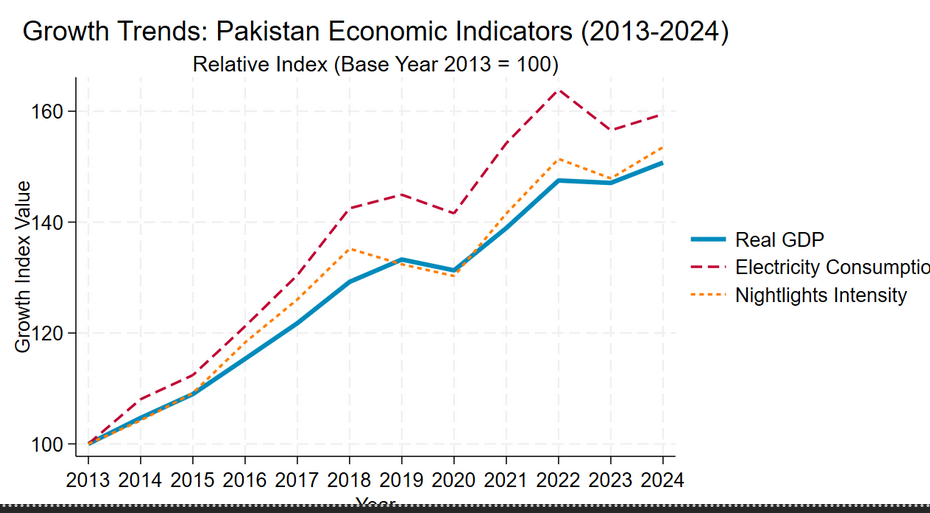 Growth Trends: Pakistan Economic Indicators (2013-2024)
Relative Index (Base Year 2013 = 100)
Growth Index Value
160
140
120
100
2013 2014 2015 2016 2017 2018 2019 2020 2021 2022 2023 2024
Year
Real GDP
Electricity Consumptio
Nightlights Intensity